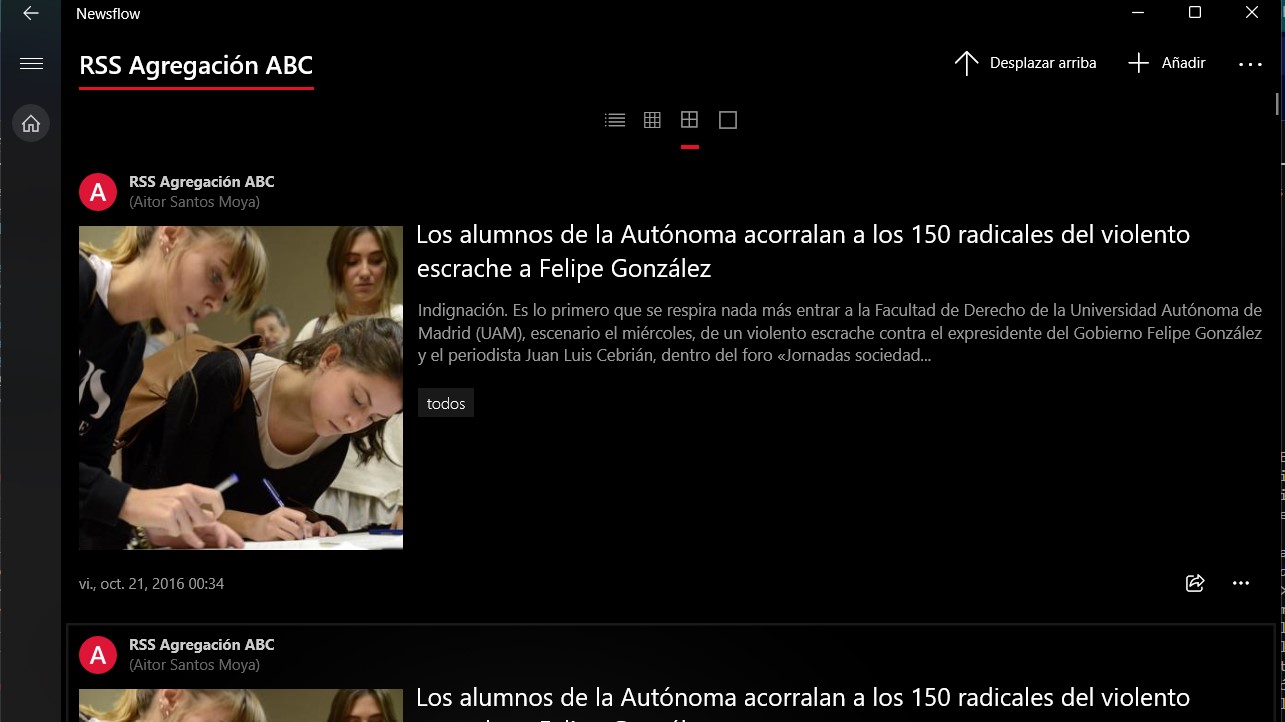 Newsflow
RSS Agregación ABC
Desplazar arriba
Añadir
A
RSS Agregación ABC
(Aitor Santos Moya)
Los alumnos de la Autónoma acorralan a los 150 radicales del violento
escrache a Felipe González
Indignación. Es lo primero que se respira nada más entrar a la Facultad de Derecho de la Universidad Autónoma de
Madrid (UAM), escenario el miércoles, de un violento escrache contra el expresidente del Gobierno Felipe González
y el periodista Juan Luis Cebrián, dentro del foro «Jornadas sociedad...
todos
vi., oct. 21, 2016 00:34
A
RSS Agregación ABC
(Aitor Santos Moya)
Los alumnos de la Autónoma acorralan a los 150 radicales del violento